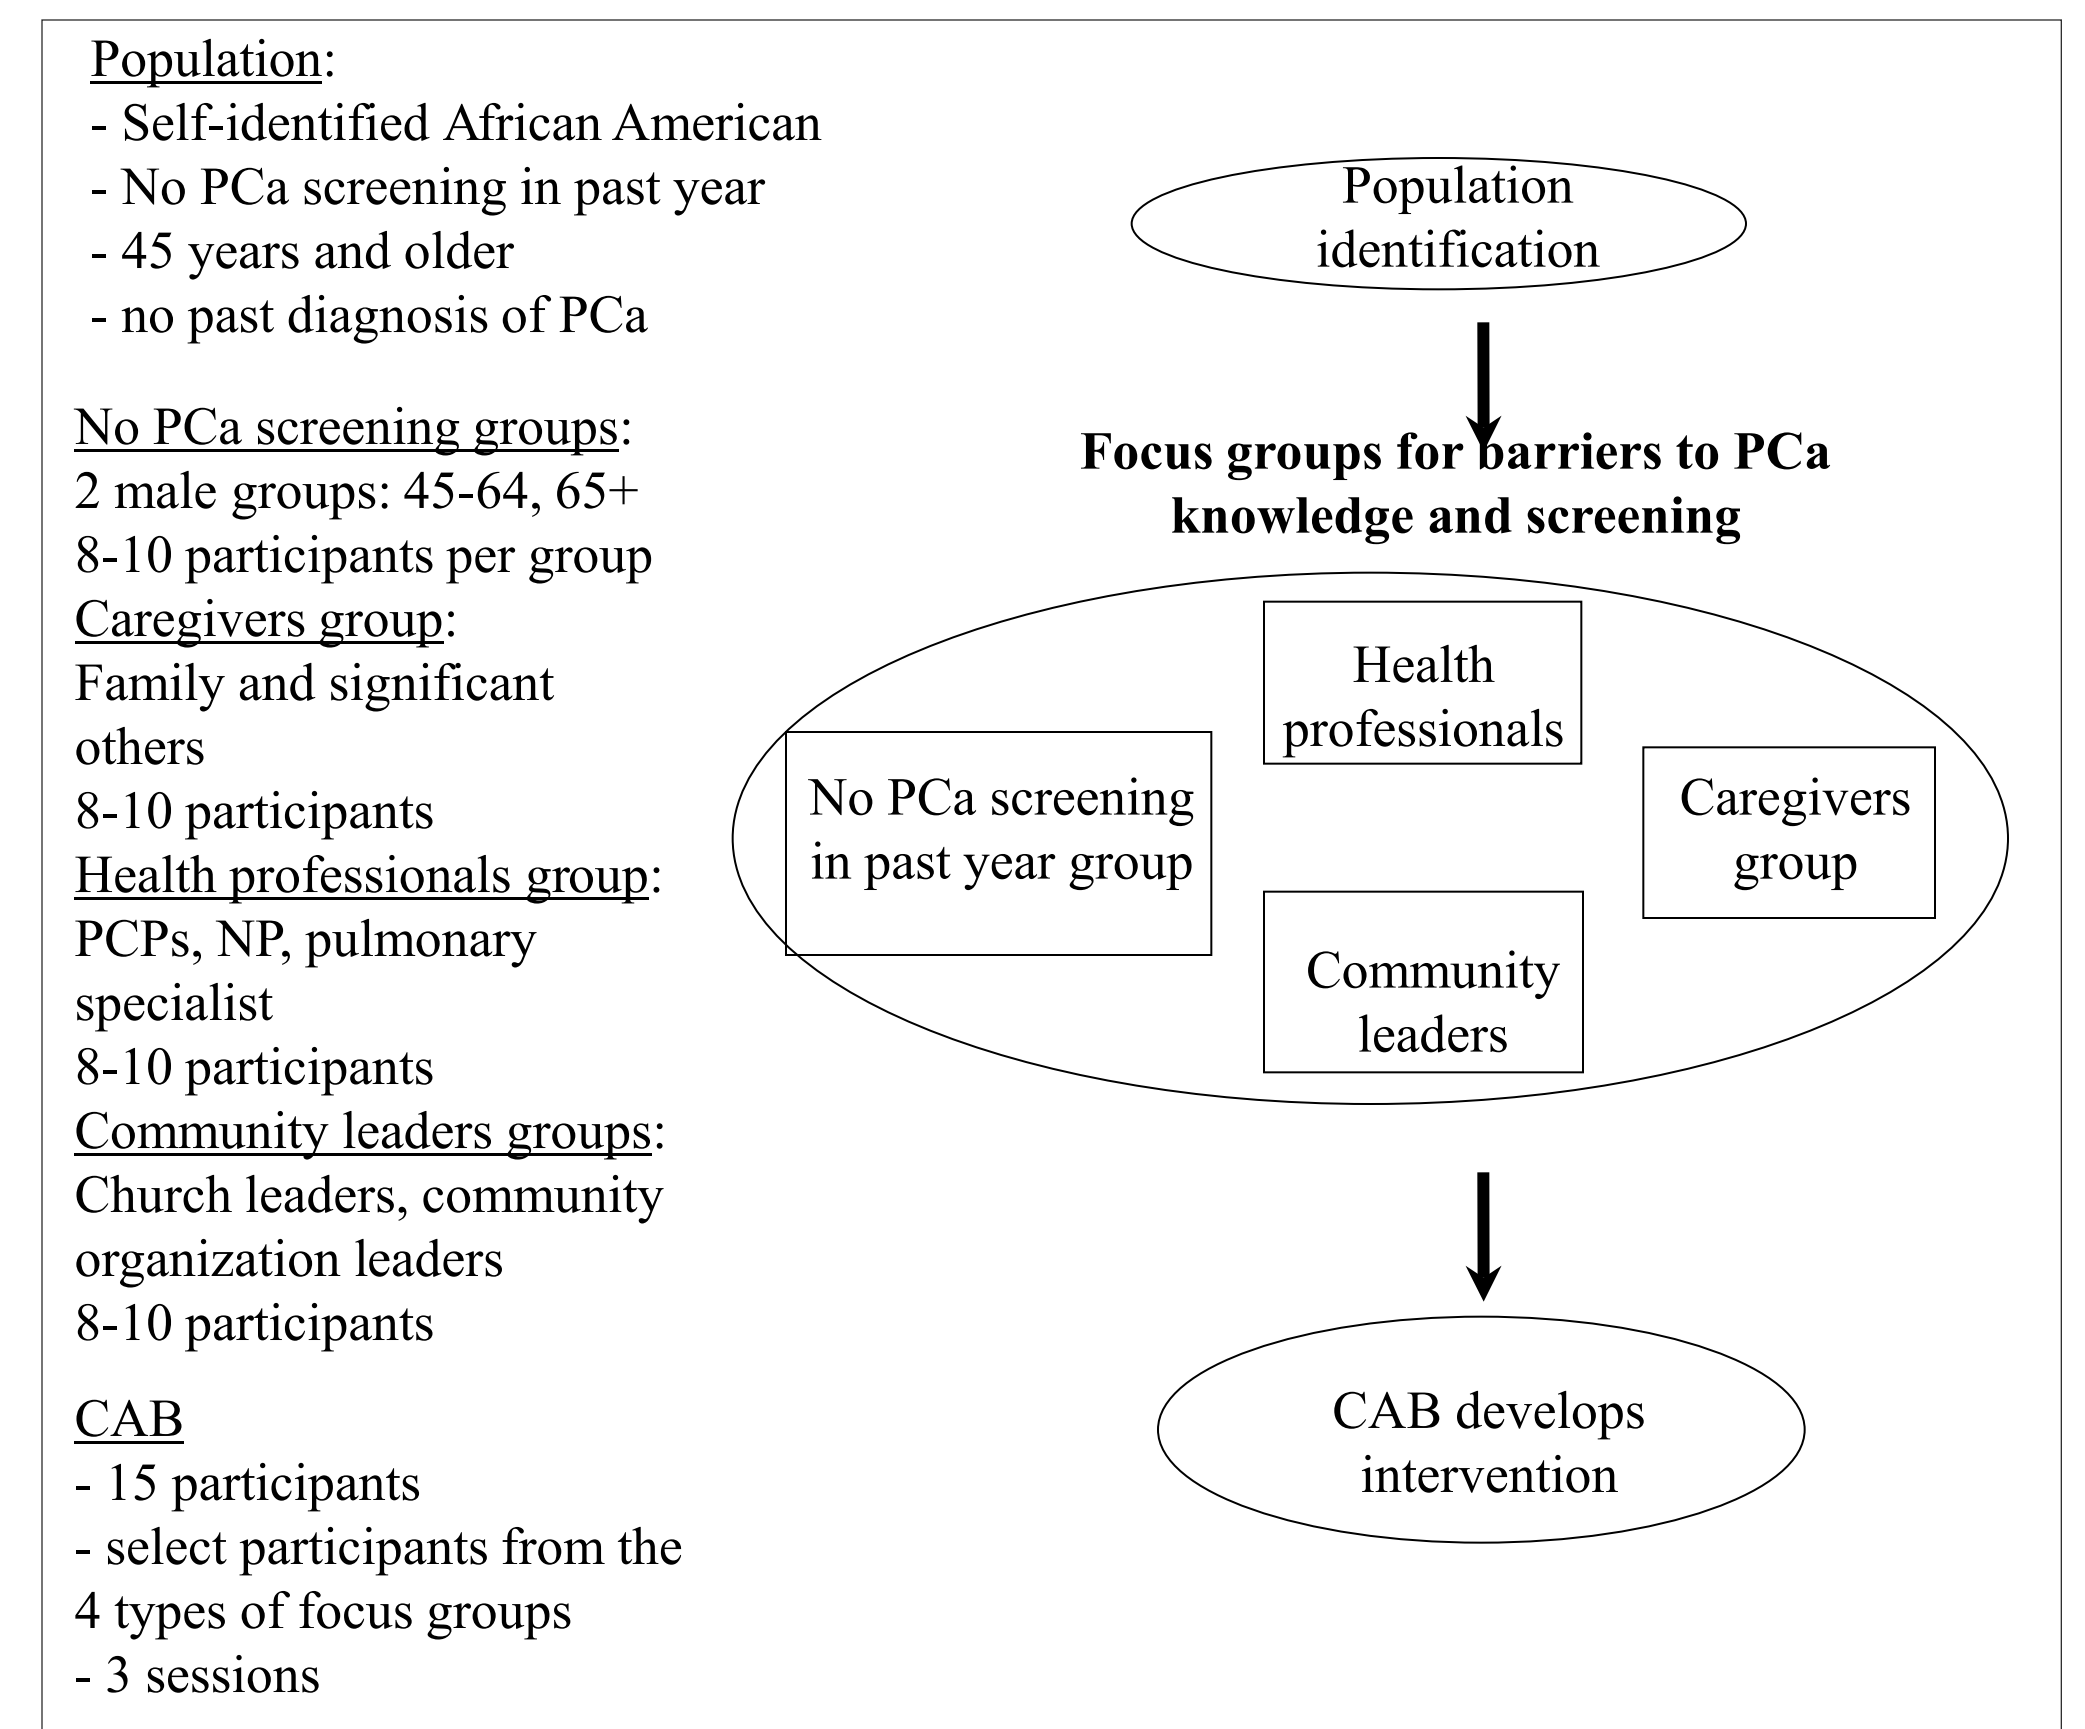 Population:
- Self-identified African American
- No PCa screening in past year
- 45 years and older
- no past diagnosis of PCa
No PCa screening groups:
2 male groups: 45-64, 65+
8-10 participants per group
Caregivers group:
Family and significant
others
8-10 participants
Health professionals group:
PCPs, NP, pulmonary
specialist
8-10 participants
Community leaders groups:
Church leaders, community
organization leaders
8-10 participants
CAB
- 15 participants
- select participants from the
4 types of focus groups
- 3 sessions
Population
identification
Focus groups for barriers to PCa
knowledge and screening
Health
professionals
No PCa screening
in past year group
Caregivers
group
Community
leaders
CAB develops
intervention